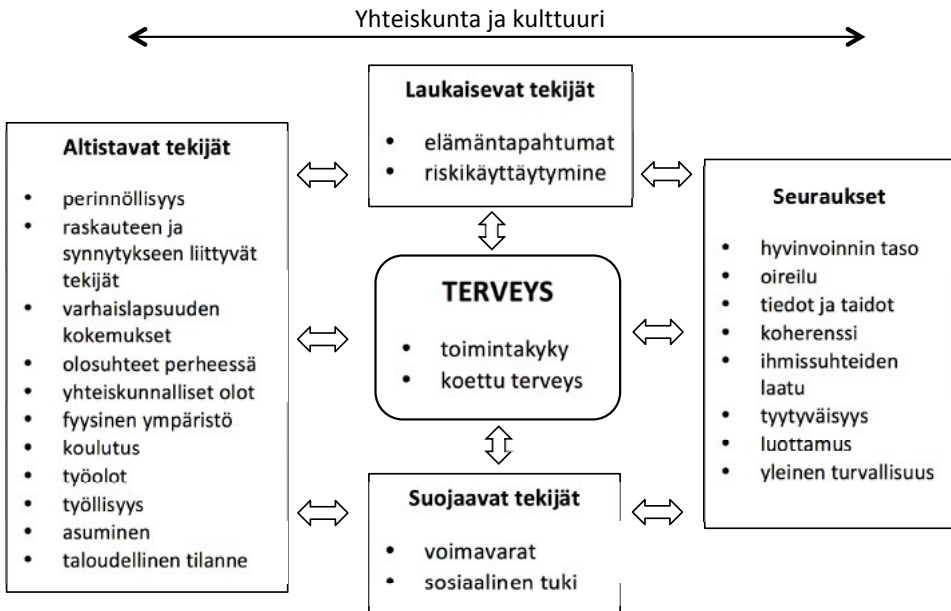 Yhteiskunta ja kulttuuri
Altistavat tekijät
• perinnöllisyys
• raskauteen ja
synnytykseen liittyvät
tekijät
• varhaislapsuuden
kokemukset
• olosuhteet perheessä
• yhteiskunnalliset olot
• fyysinen ympäristö
• koulutus
• työolot
• työllisyys
• asuminen
• taloudellinen tilanne
Laukaisevat tekijät
• elämäntapahtumat
• riskikäyttäytymine
TERVEYS
• toimintakyky
• koettu terveys
Suojaavat tekijät
• voimavarat
• sosiaalinen tuki
Seuraukset
• hyvinvoinnin taso
• oireilu
• tiedot ja taidot
• koherenssi
• ihmissuhteiden
laatu
• tyytyväisyys
• luottamus
• yleinen turvallisuus